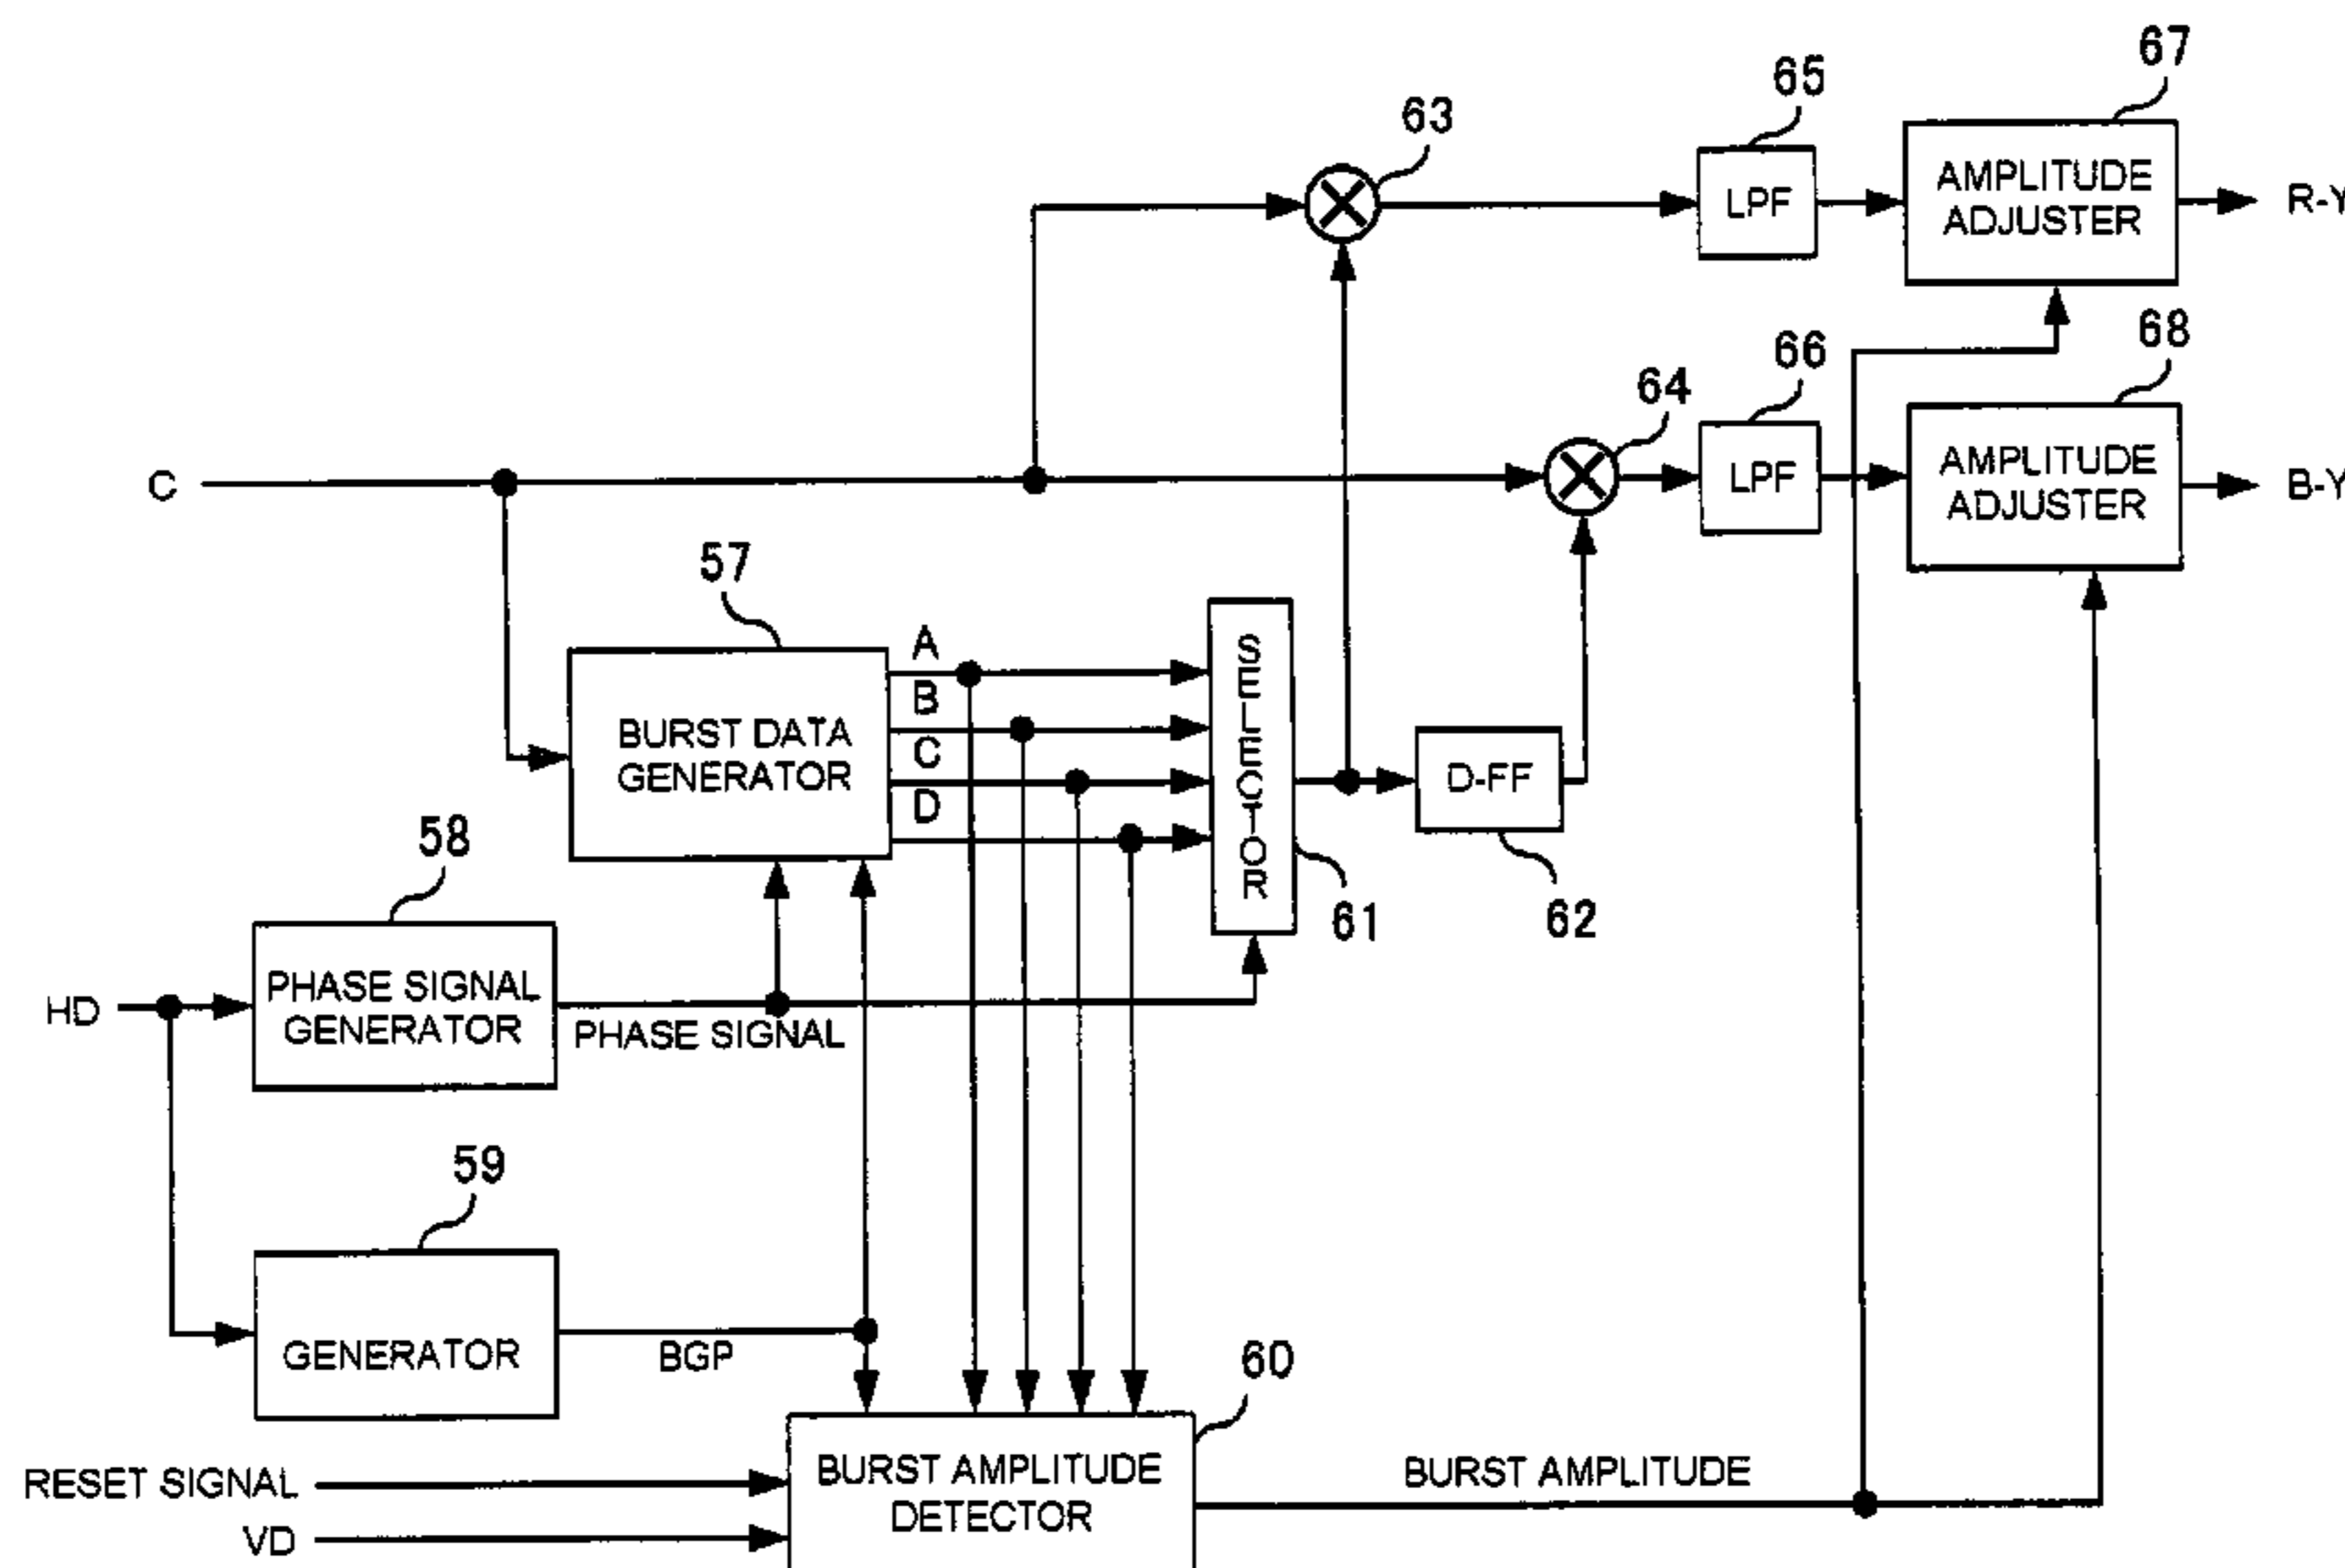 67
65
63
AMPLITUDE
ADJUSTER
LPF
R-Y
68
66
64
C
LPF
AMPLITUDE
ADJUSTER
B-Y
57
A
B
C
D
BURST DATA
GENERATOR
SELECTOR
D-FF
58
61
62
HD
PHASE SIGNAL
GENERATOR
PHASE SIGNAL
59
GENERATOR
BGP
60
RESET SIGNAL
VD
BURST AMPLITUDE
DETECTOR
BURST AMPLITUDE